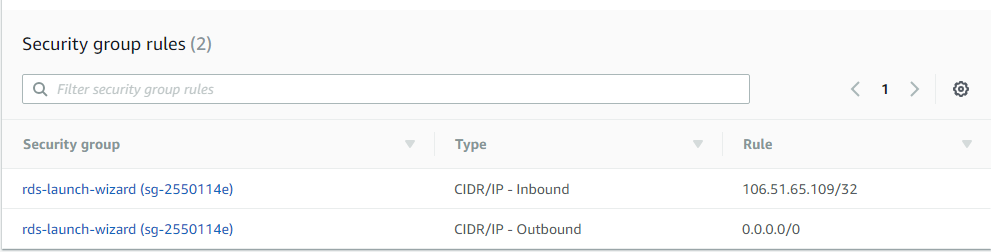 Security group rules (2)
Filter security group rules
1
Security group Type Rule
rds-launch-wizard (sg-2550114e) CIDR/IP - Inbound 106.51.65.109/32
rds-launch-wizard (sg-2550114e) CIDR/IP - Outbound 0.0.0.0/0